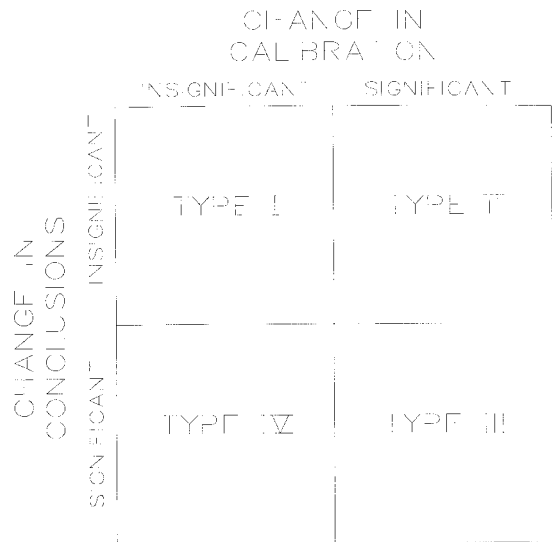 CHANGE IN
CALIBRATION
INSIGNIFICANT SIGNIFICANT
CHANGE IN
CONCLUSIONS
INSIGNIFICANT
TYPE I TYPE II
SIGNIFICANT
TYPE IV TYPE III